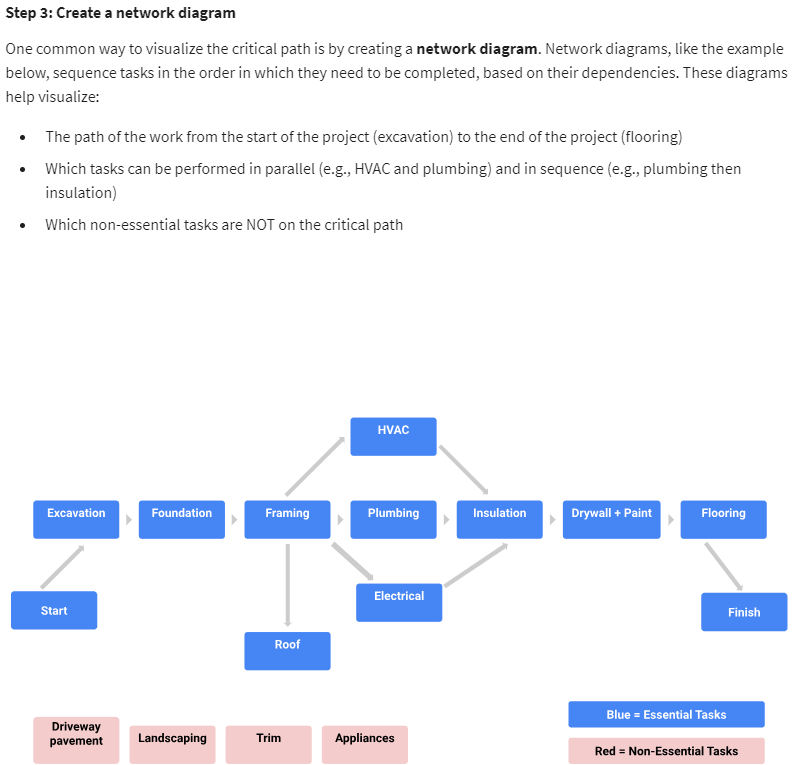 Step 3: Create a network diagram
One common way to visualize the critical path is by creating a network diagram. Network diagrams, like the example
below, sequence tasks in the order in which they need to be completed, based on their dependencies. These diagrams
help visualize:
• The path of the work from the start of the project (excavation) to the end of the project (flooring)
• Which tasks can be performed in parallel (e.g., HVAC and plumbing) and in sequence (e.g., plumbing then
insulation)
• Which non-essential tasks are NOT on the critical path
HVAC
Excavation
Foundation
Framing
Plumbing
Insulation
Drywall + Paint
Flooring
Start
Electrical
Finish
Roof
Driveway
pavement
Landscaping
Trim
Appliances
Blue = Essential Tasks
Red = Non-Essential Tasks